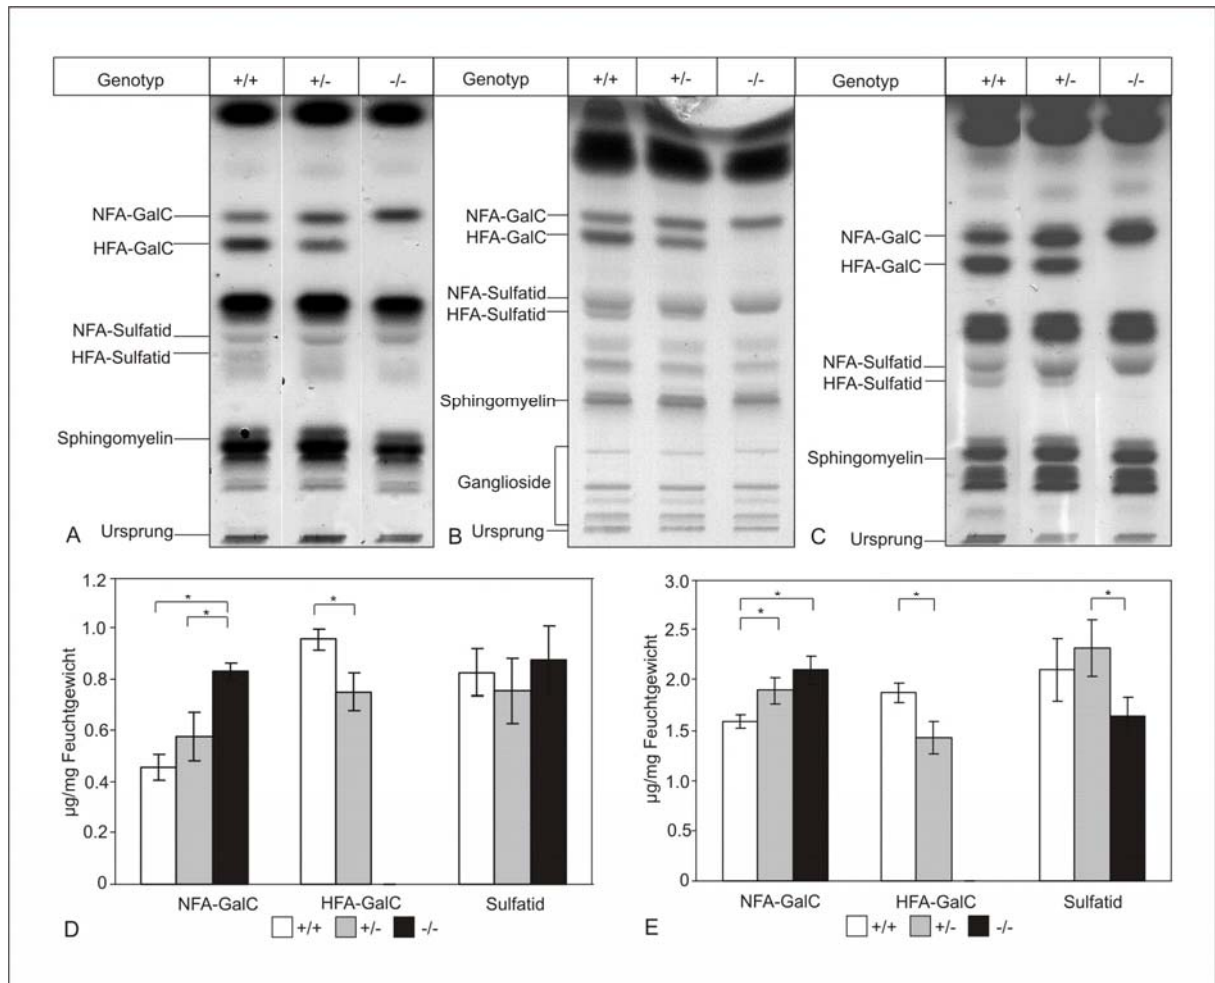 Genotyp +/+ +/- -/- Genotyp +/+ +/- -/- Genotyp +/+ +/- -/-
NFA-GalC
HFA-GalC
NFA-Sulfatid
HFA-Sulfatid
Sphingomyelin
Ursprung
A
NFA-GalC
HFA-GalC
NFA-Sulfatid
HFA-Sulfatid
Sphingomyelin
Ganglioside
Ursprung
B
NFA-GalC
HFA-GalC
NFA-Sulfatid
HFA-Sulfatid
Sphingomyelin
Ursprung
C
µg/mg Feuchtgewicht
1.2
1.0
0.8
0.6
0.4
0.2
0
* * *
NFA-GalC HFA-GalC Sulfatid
+/+ +/- -/-
D
µg/mg Feuchtgewicht
3.0
2.5
2.0
1.5
1.0
0.5
0
* * * *
NFA-GalC HFA-GalC Sulfatid
+/+ +/- -/-
E